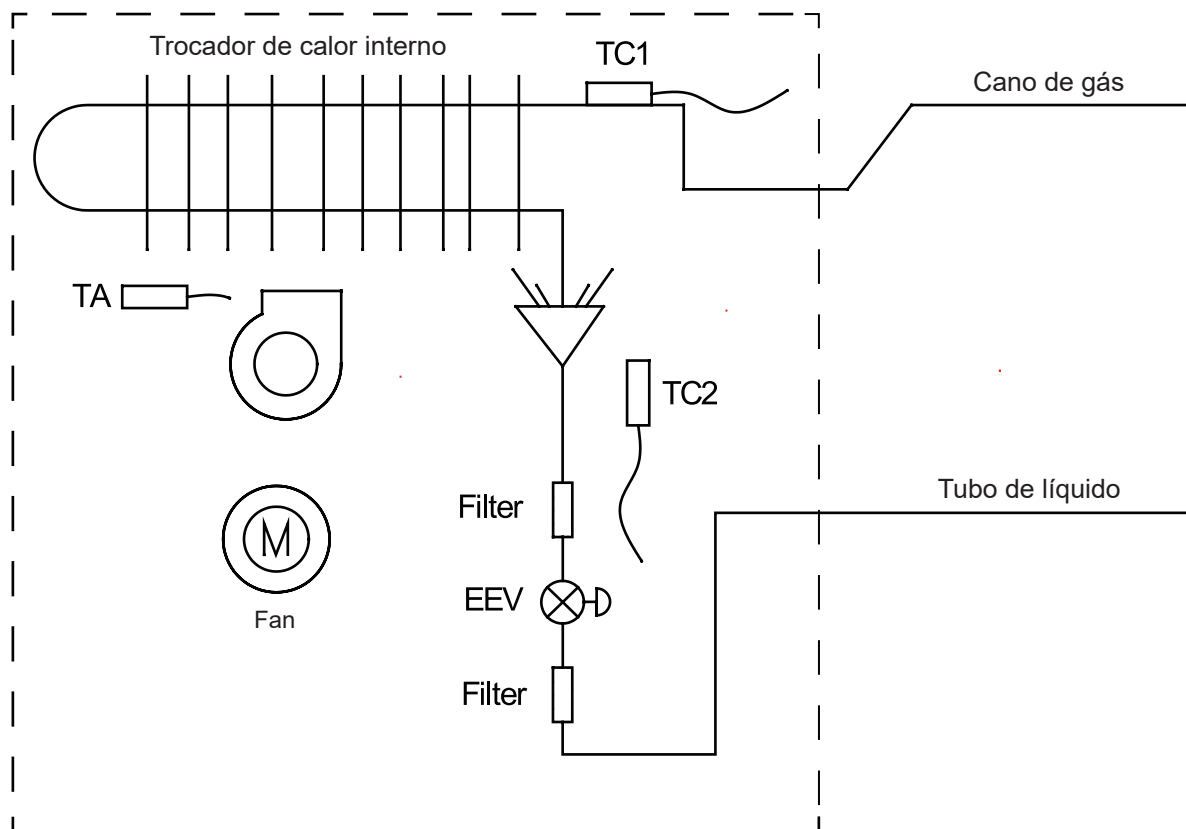 Trocador de calor interno
TC1
Cano de gás
TA
TC2
Filter
Tubo de líquido
M
EEV
Fan
Filter